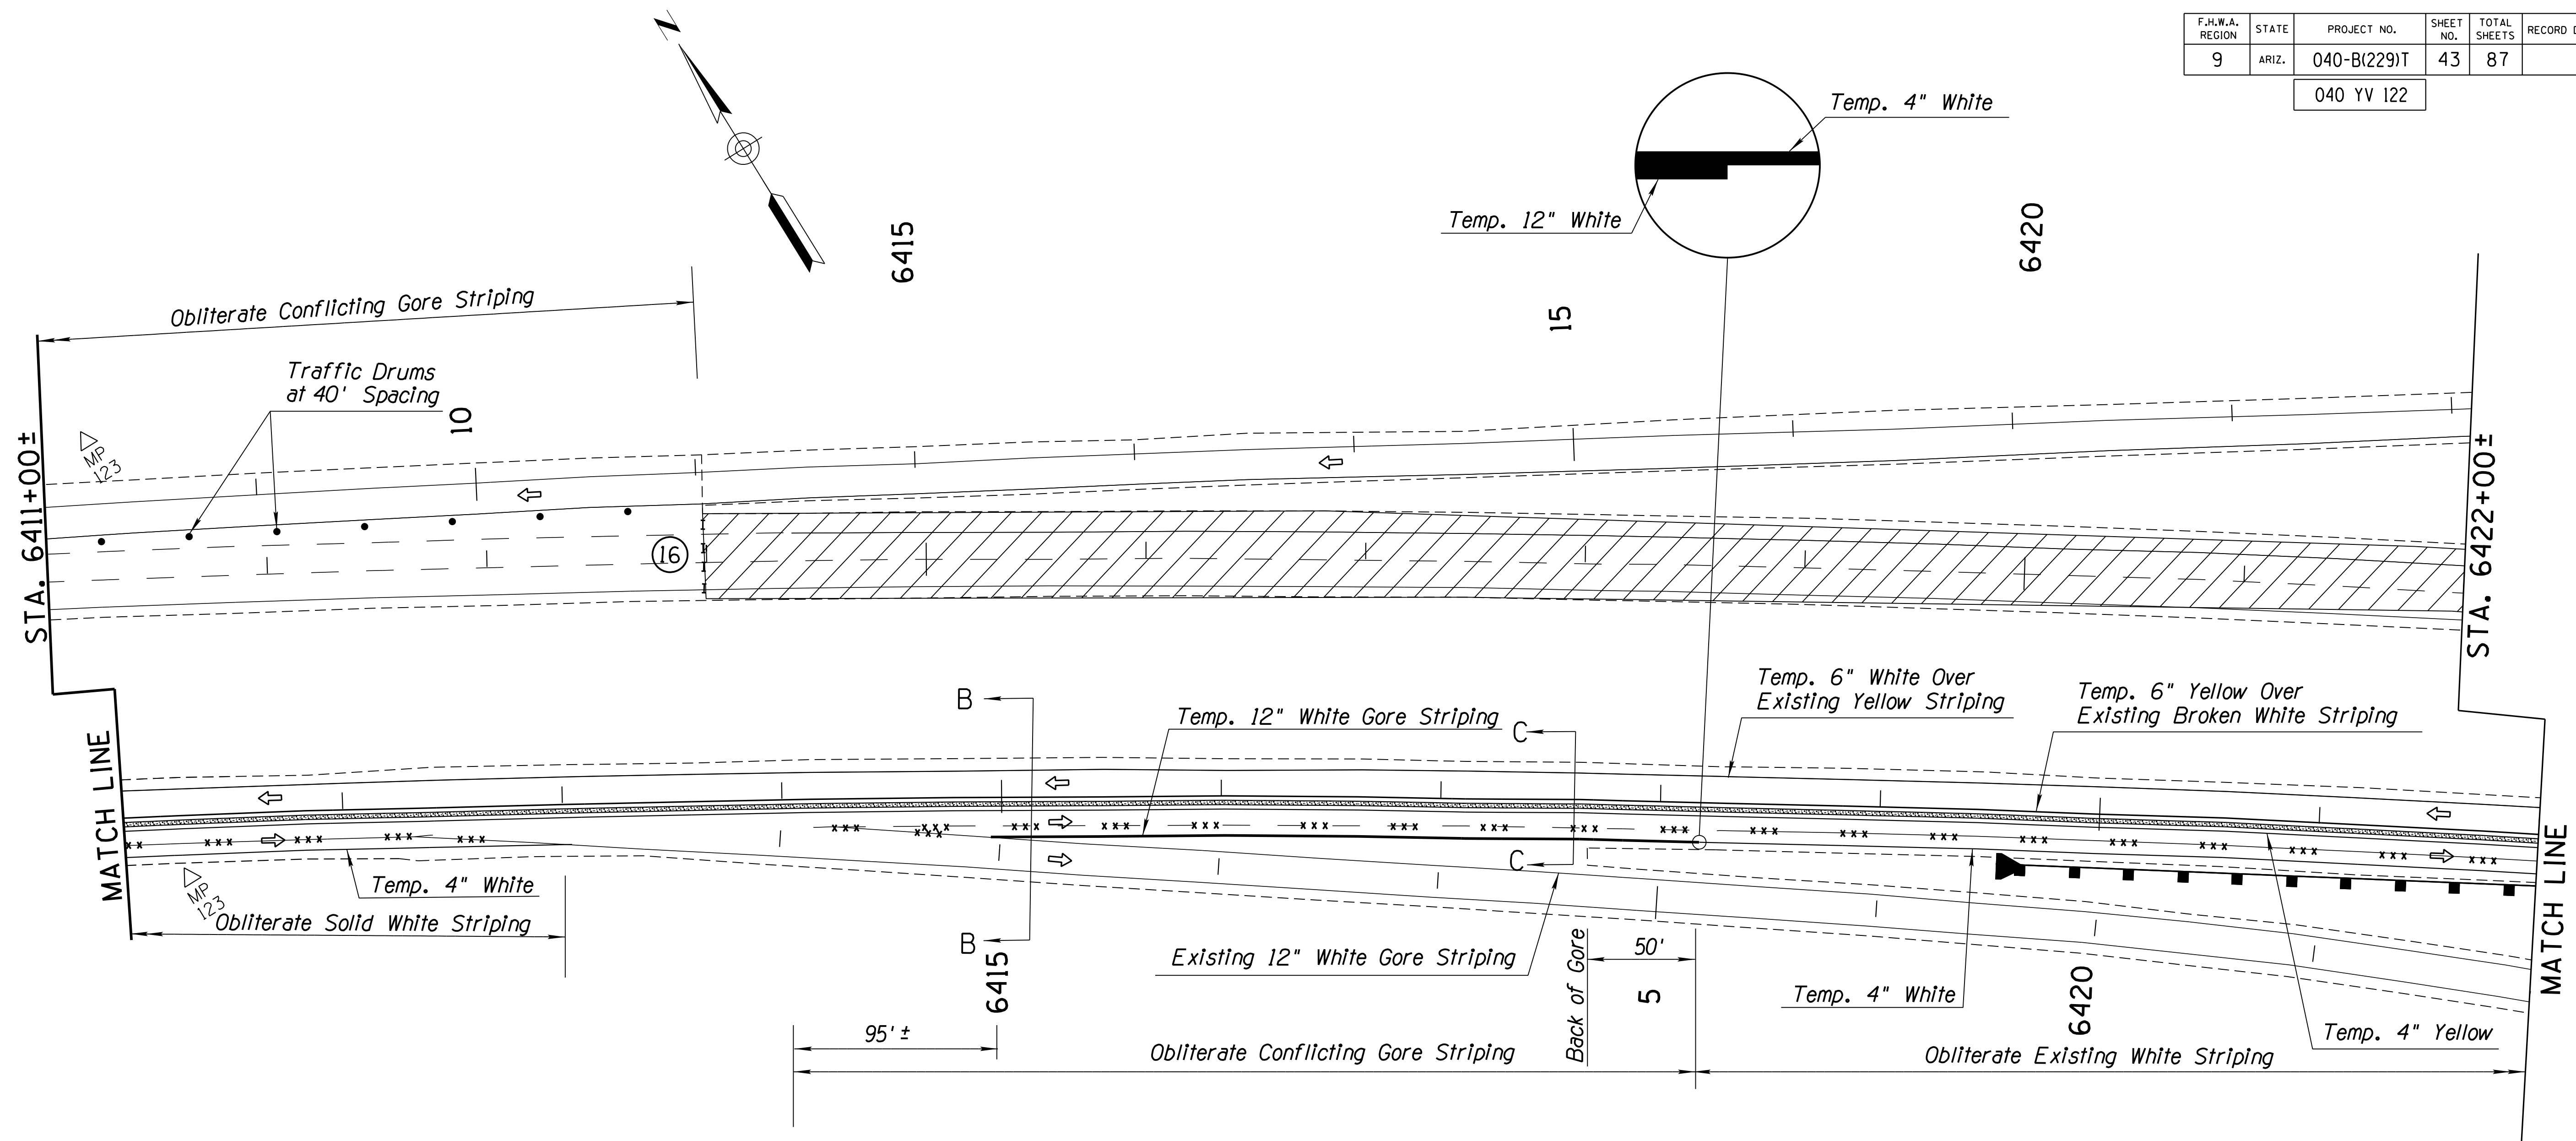 F.H.W.A. REGION STATE PROJECT NO. SHEET NO. TOTAL SHEETS RECORD D
9 ARIZ. 040-B(229)T 43 87
040 YV 122
N
Temp. 4" White
Temp. 12" White
6415
6420
15
10
Obliterate Conflicting Gore Striping
Traffic Drums
at 40' Spacing
MP
123
STA. 6411+00±
STA. 6422+00±
16
B
Temp. 12" White Gore Striping
C
Temp. 6" White Over
Existing Yellow Striping
Temp. 6" Yellow Over
Existing Broken White Striping
MATCH LINE
MATCH LINE
MP
123
Temp. 4" White
Obliterate Solid White Striping
C
B
6415
Existing 12" White Gore Striping
Back of Gore
50'
5
Temp. 4" White
6420
Temp. 4" Yellow
95'±
Obliterate Conflicting Gore Striping
Obliterate Existing White Striping